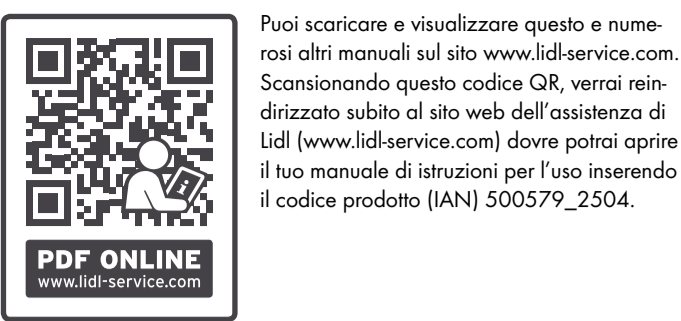 Puoi scaricare e visualizzare questo e nume-
rosi altri manuali sul sito www.lidl-service.com.
Scansionando questo codice QR, verrai rein-
dirizzato subito al sito web dell’assistenza di
Lidl (www.lidl-service.com) dovre potrai aprire
il tuo manuale di istruzioni per l’uso inserendo
il codice prodotto (IAN) 500579_2504.
PDF ONLINE
www.lidl-service.com